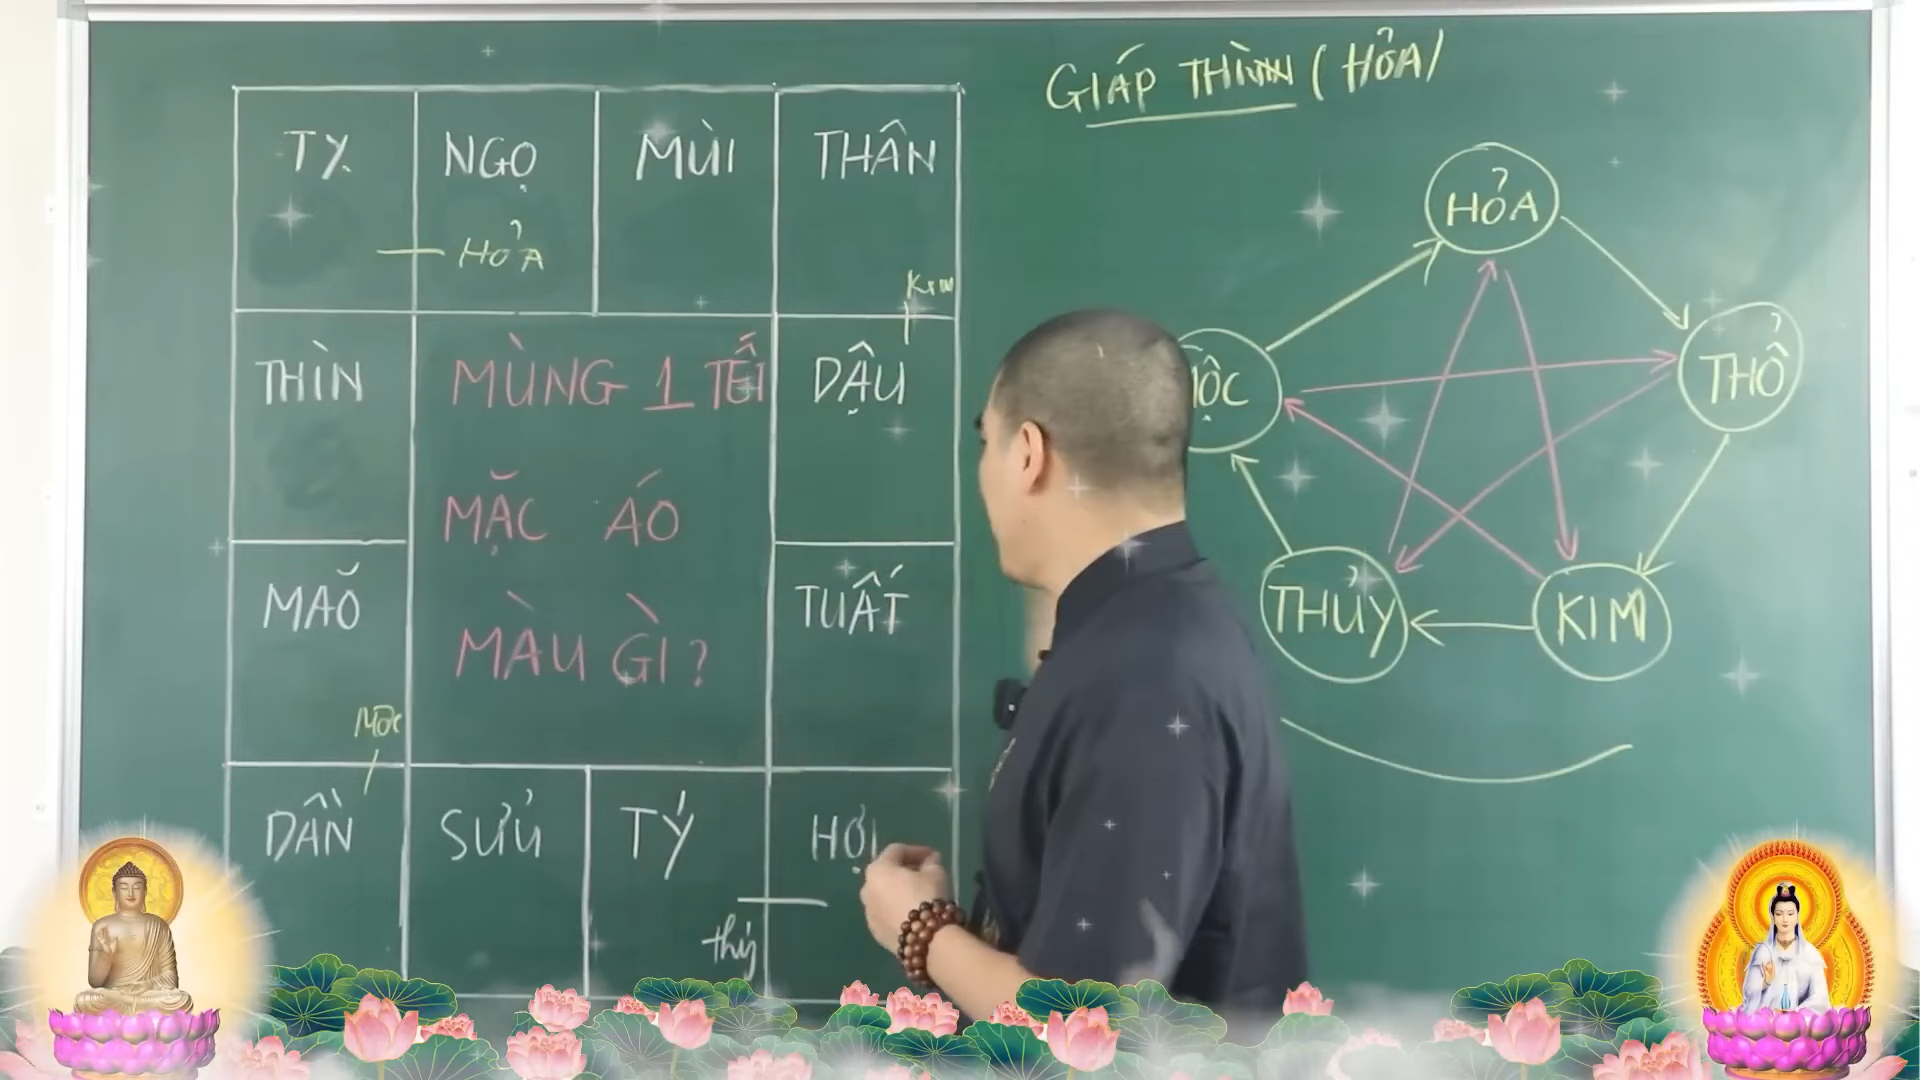 GIÁP THÌN (HỎA)
TỴ NGỌ MÙI THÂN
HỎA
KIM
THÌN
MÙNG 1 TẾT
DẬU
MẶC ÁO
MÃO
TUẤT
MÀU GÌ?
MỘC
DẦN SỬU TÝ HỢI
thủy
HỎA
THỔ
MỘC
THỦY
KIM